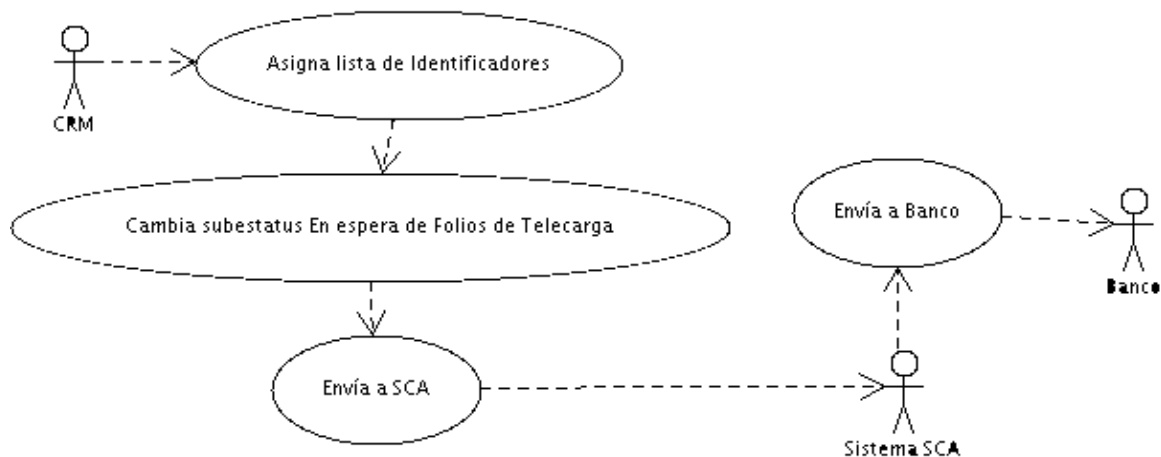 Asigna lista de Identificadores
CRM
Cambia subestatus En espera de Folios de Telecarga
Envía a Banco
Banco
Envía a SCA
Sistema SCA